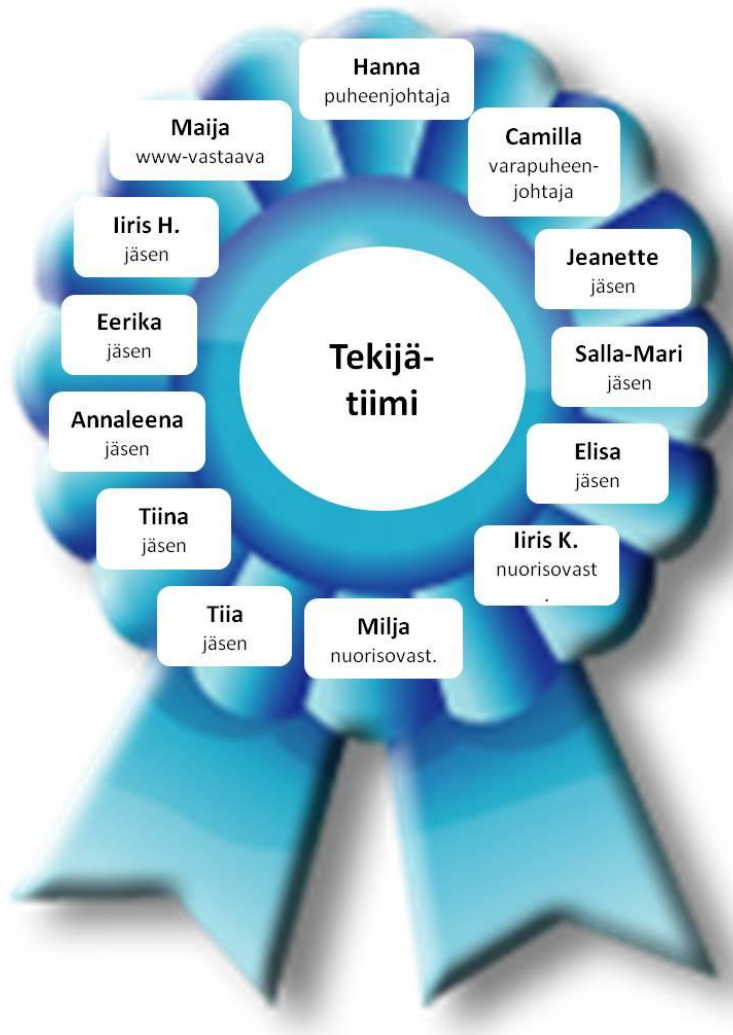 Hanna
puheenjohtaja
Camilla
varapuheen-
johtaja
Jeanette
jäsen
Salla-Mari
jäsen
Elisa
jäsen
Iiris K.
nuorisovast
.
Milja
nuorisovast.
Tiia
jäsen
Tiina
jäsen
Annaleena
jäsen
Eerika
jäsen
Iiris H.
jäsen
Maija
www-vastaava
Tekijä-
tiimi